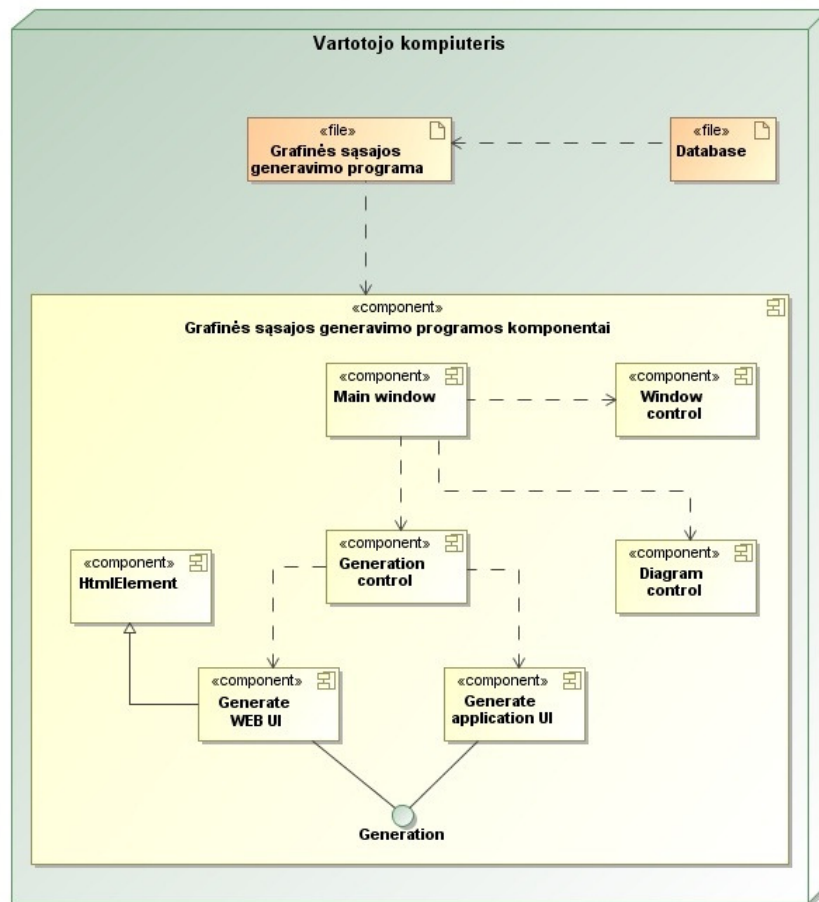 Vartotojo kompiuteris
«file»
Grafinės sąsajos
generavimo programa
«file»
Database
«component»
Grafinės sąsajos generavimo programos komponentai
«component»
Main window
«component»
Window
control
«component»
Generation
control
«component»
Diagram
control
«component»
HtmlElement
«component»
Generate
WEB UI
«component»
Generate
application UI
Generation